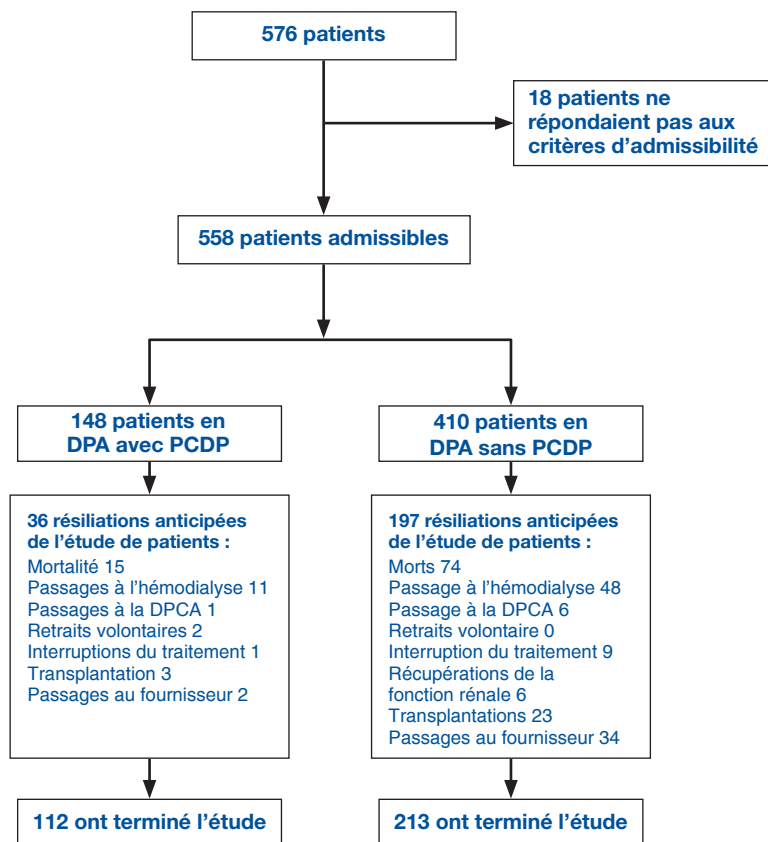 576 patients
18 patients ne
répondaient pas aux
critères d’admissibilité
558 patients admissibles
148 patients en
DPA avec PCDP
410 patients en
DPA sans PCDP
36 résiliations anticipées
de l’étude de patients :
Mortalité 15
Passages à l’hémodialyse 11
Passages à la DPCA 1
Retraits volontaires 2
Interruptions du traitement 1
Transplantation 3
Passages au fournisseur 2
197 résiliations anticipées
de l’étude de patients :
Morts 74
Passage à l’hémodialyse 48
Passage à la DPCA 6
Retraits volontaire 0
Interruption du traitement 9
Récupérations de la
fonction rénale 6
Transplantations 23
Passages au fournisseur 34
112 ont terminé l’étude
213 ont terminé l’étude